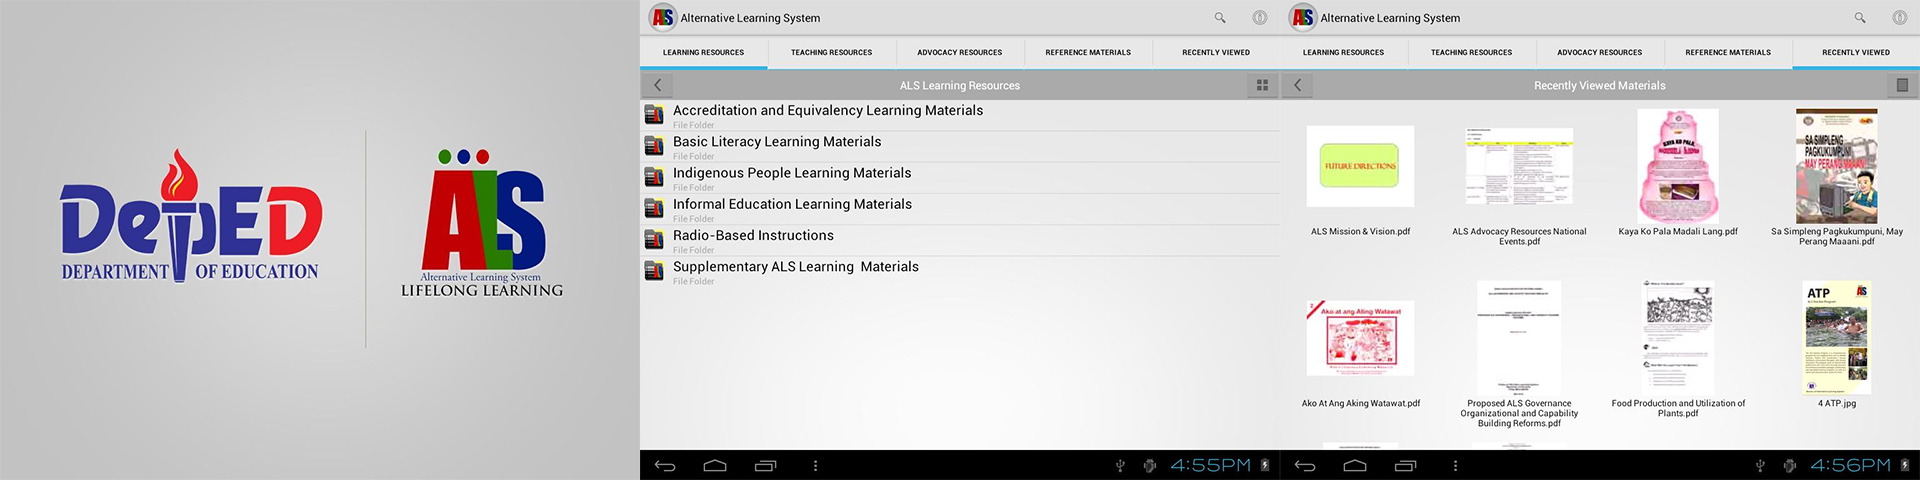 DepED
DEPARTMENT OF EDUCATION
ALS
Alternative Learning System
LIFELONG LEARNING
ALS Alternative Learning System
LEARNING RESOURCES
TEACHING RESOURCES
ADVOCACY RESOURCES
REFERENCE MATERIALS
RECENTLY VIEWED
ALS Learning Resources
Accreditation and Equivalency Learning Materials
File Folder
Basic Literacy Learning Materials
File Folder
Indigenous People Learning Materials
File Folder
Informal Education Learning Materials
File Folder
Radio-Based Instructions
File Folder
Supplementary ALS Learning Materials
File Folder
4:55PM
ALS Alternative Learning System
LEARNING RESOURCES
TEACHING RESOURCES
ADVOCACY RESOURCES
REFERENCE MATERIALS
RECENTLY VIEWED
Recently Viewed Materials
FUTURE DIRECTIONS
KAYA KO PALA
SA SIMPLENG
PAGKUKUMPUNI
MAY PERANG MAAANI
ALS Mission & Vision.pdf
ALS Advocacy Resources National
Events.pdf
Kaya Ko Pala Madali Lang.pdf
Sa Simpleng Pagkukumpuni, May
Perang Maaani.pdf
2
Ako at ang Ating Watawat
ATP
ALS
Ako At Ang Aking Watawat.pdf
Proposed ALS Governance
Organizational and Capability
Building Reforms.pdf
Food Production and Utilization of
Plants.pdf
4 ATP.jpg
4:56PM